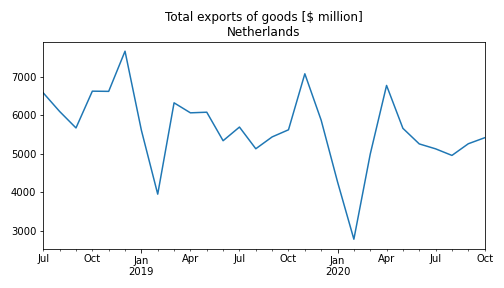 Total exports of goods [$ million]
Netherlands
7000
6000
5000
4000
3000
Jul Oct Jan Apr Jul Oct Jan Apr Jul Oct
2019 2020